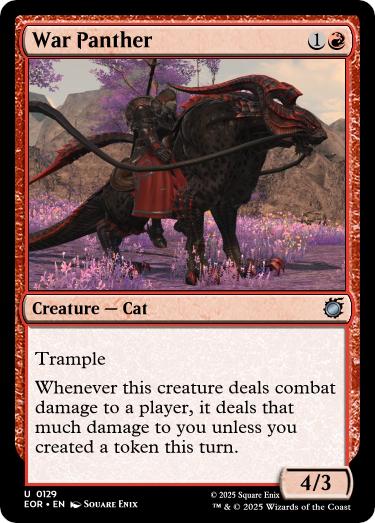 War Panther 1
Creature — Cat
Trample
Whenever this creature deals combat
damage to a player, it deals that
much damage to you unless you
created a token this turn.
4/3
U 0129
EOR • EN SQUARE ENIX
© 2025 Square Enix
™ & © 2025 Wizards of the Coast